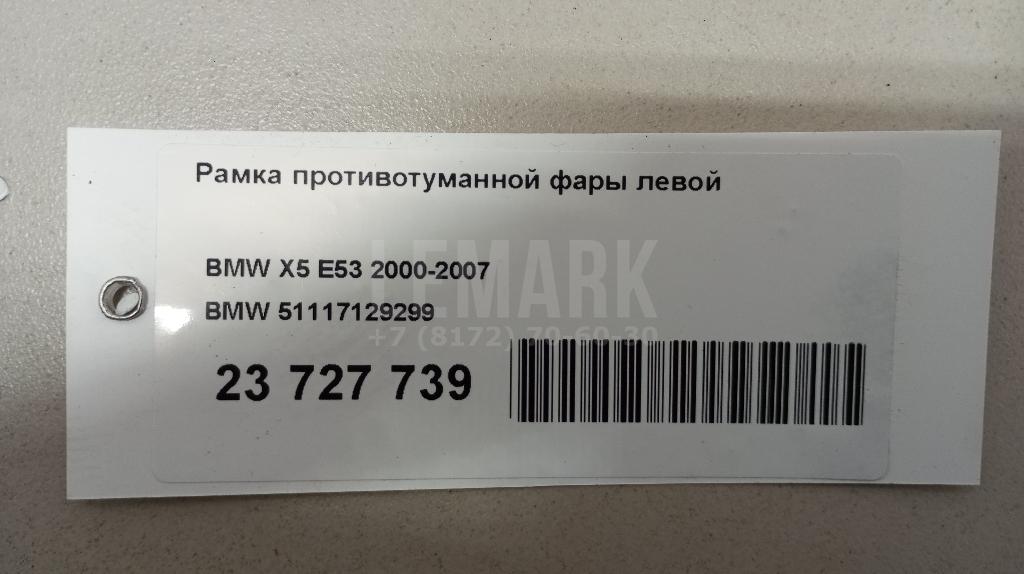 Рамка противотуманной фары левой
BMW X5 E53 2000-2007
BMW 51117129299
23 727 739
LEMARK
+7 (8172) 70-60-30